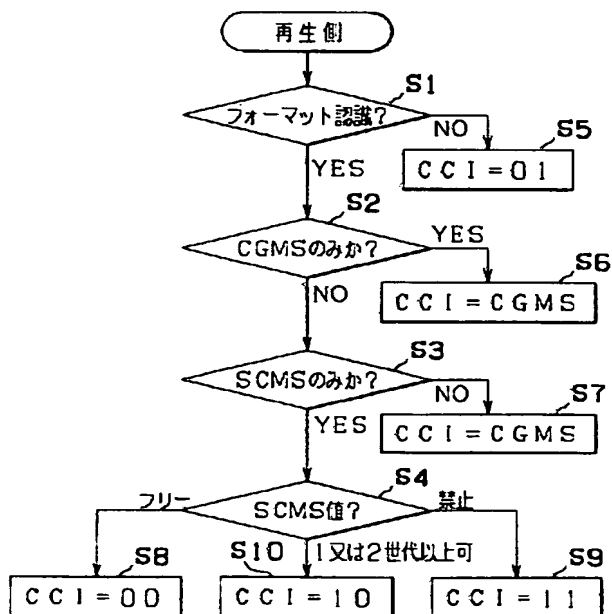 再生側
S1
フォーマット認識?
NO
S5
CCI=01
YES
S2
CGMSのみか?
YES
S6
CCI=CGMS
NO
S3
SCMSのみか?
NO
S7
CCI=CGMS
YES
S4
SCMS値?
フリー
禁止
1又は2世代以上可
S8
CCI=00
S10
CCI=10
S9
CCI=11